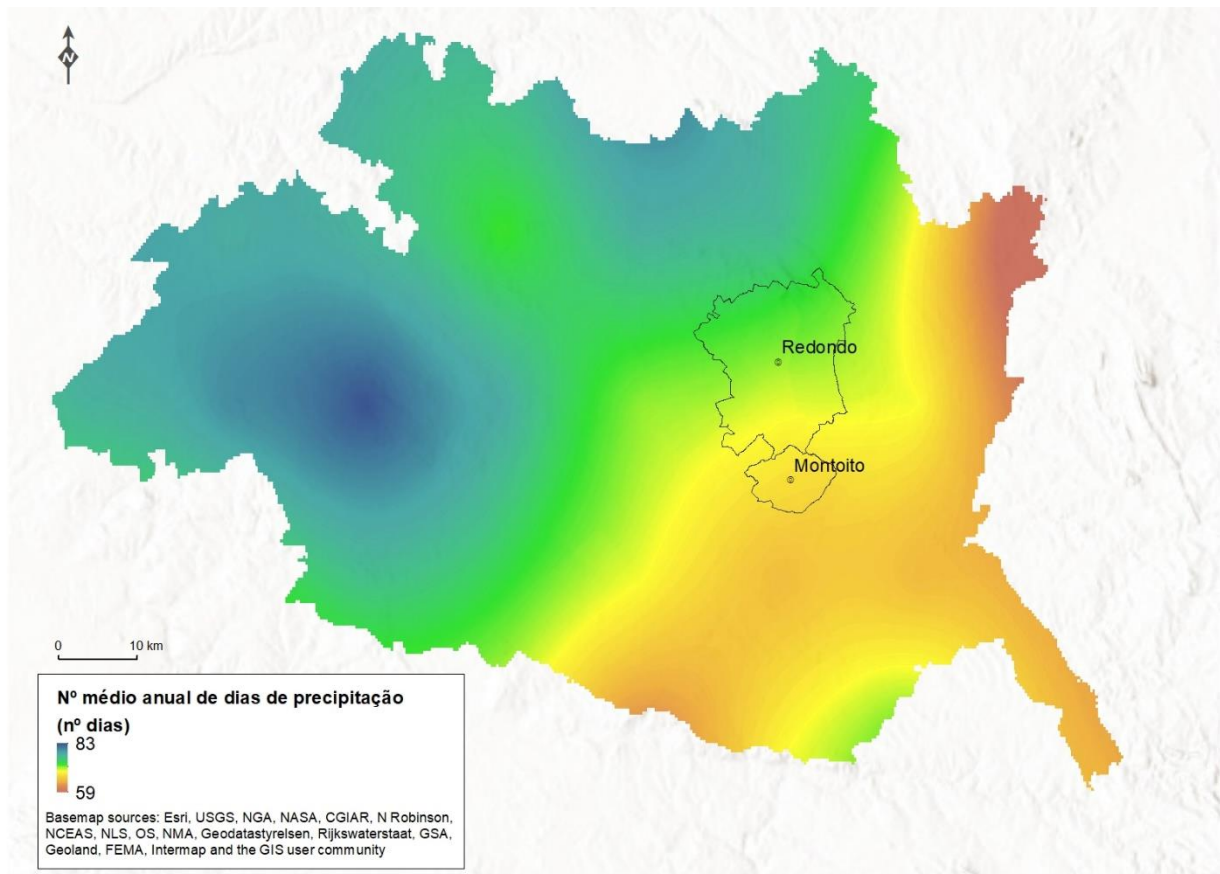 N
Redondo
Montoito
0 10 km
Nº médio anual de dias de precipitação
(nº dias)
83
59
Basemap sources: Esri, USGS, NGA, NASA, CGIAR, N Robinson,
NCEAS, NLS, OS, NMA, Geodatastyrelsen, Rijkswaterstaat, GSA,
Geoland, FEMA, Intermap and the GIS user community